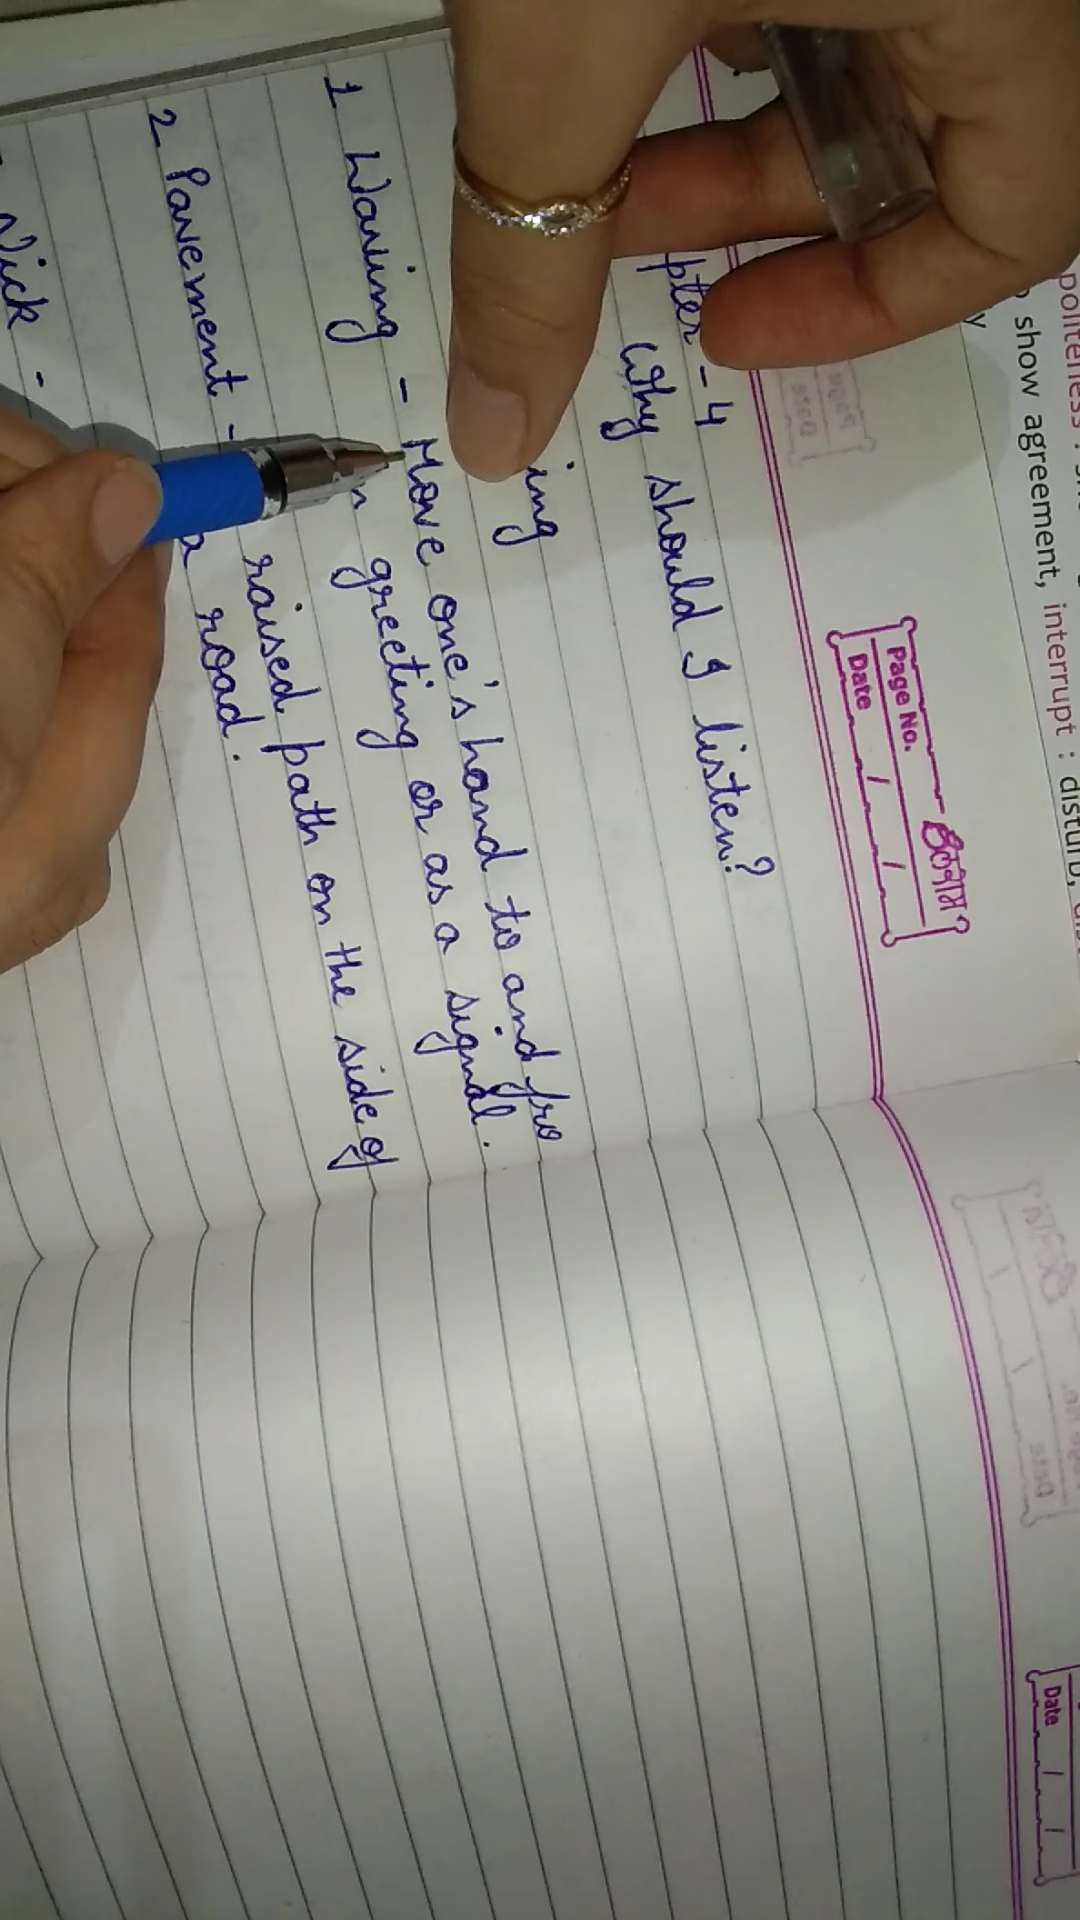 show agreement, interrupt : disturb,
Page No.
Date
pter - 4
Why should I listen?
ing
1 Waving - Move one's hand to and fro
n greeting or as a signal.
2 Pavement - raised path on the side of
a road.
Nick -
Date